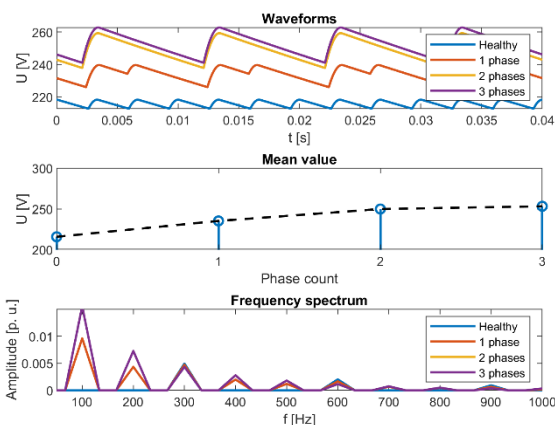 Waveforms
U [V]
260
240
220
Healthy
1 phase
2 phases
3 phases
0 0.005 0.01 0.015 0.02 0.025 0.03 0.035 0.04
t [s]
Mean value
U [V]
300
250
200
0 1 2 3
Phase count
Frequency spectrum
Amplitude [p. u.]
0.01
0.005
0
Healthy
1 phase
2 phases
3 phases
100 200 300 400 500 600 700 800 900 1000
f [Hz]